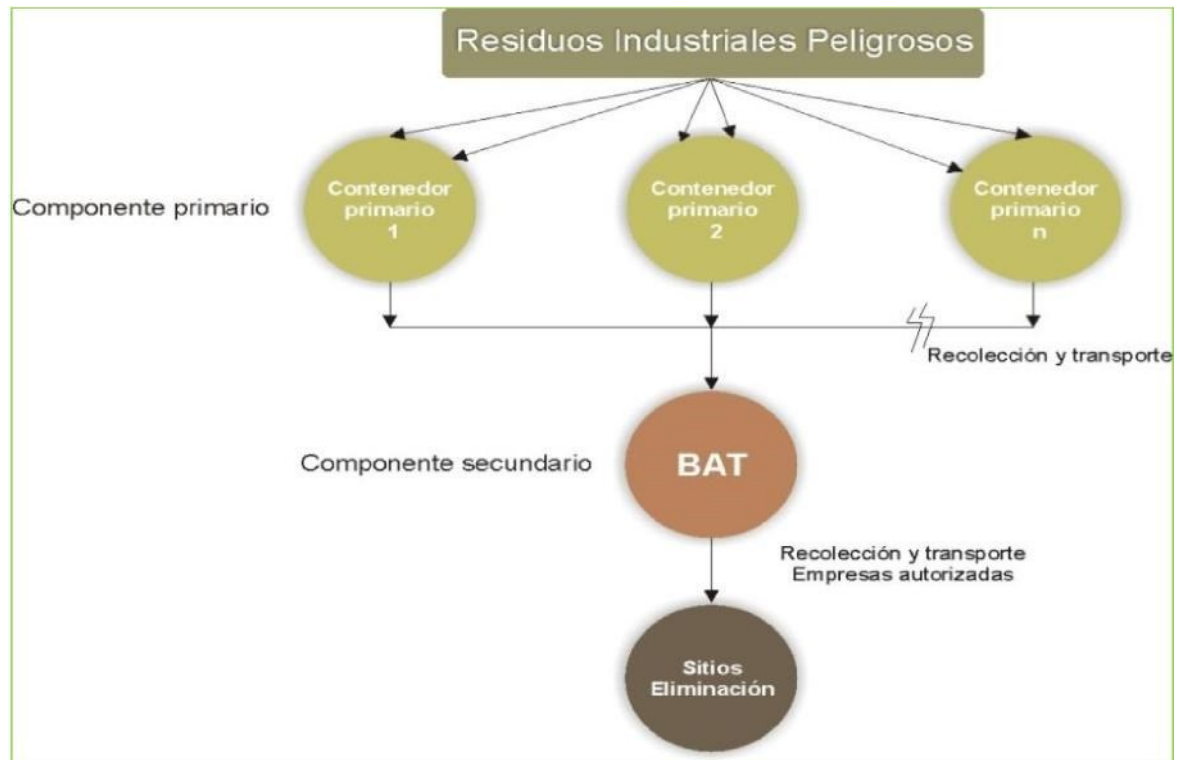 Residuos Industriales Peligrosos
Componente primario
Contenedor
primario
1
Contenedor
primario
2
Contenedor
primario
n
Recolección y transporte
Componente secundario
BAT
Recolección y transporte
Empresas autorizadas
Sitios
Eliminación